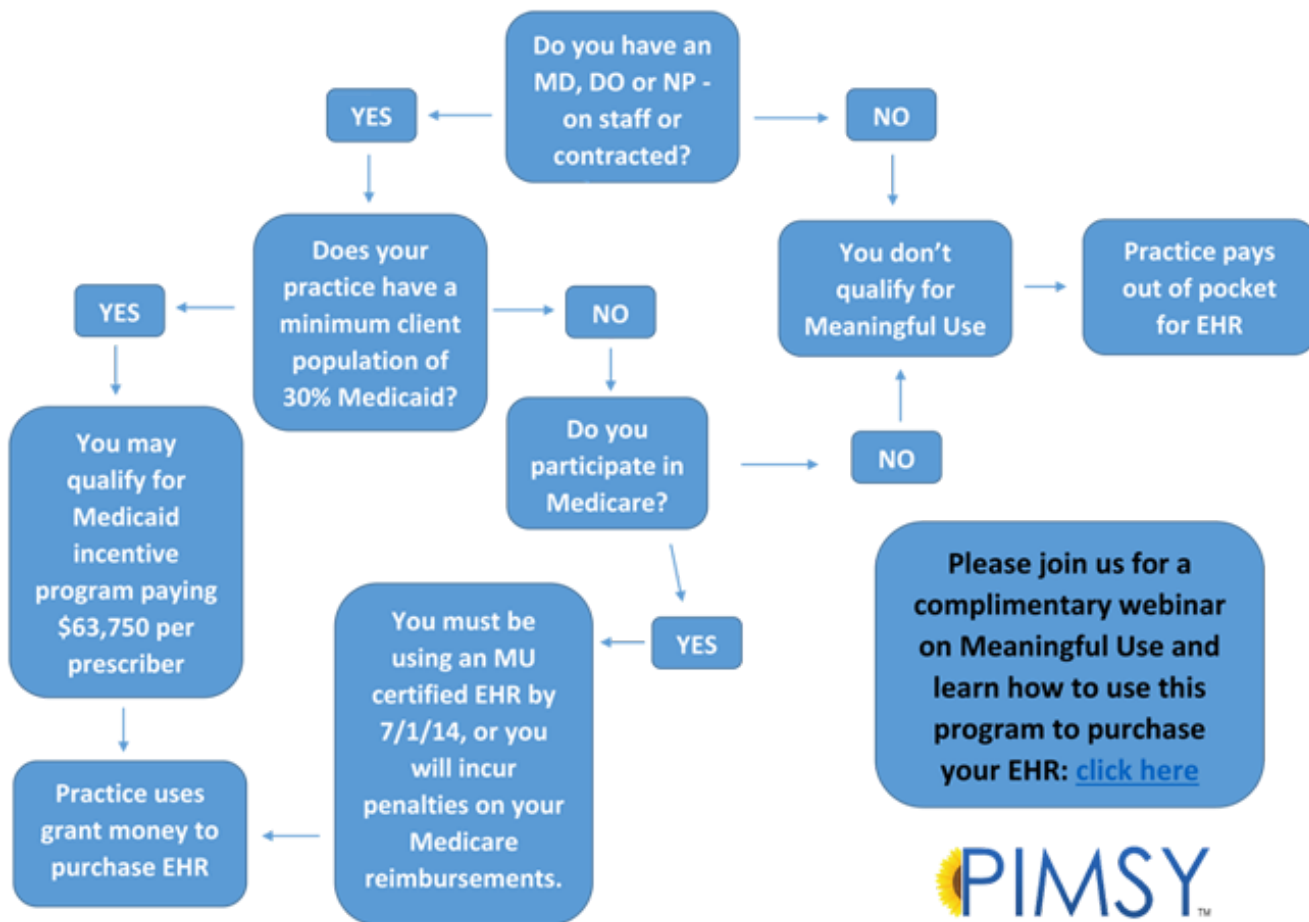 Do you have an
MD, DO or NP -
on staff or
contracted?
YES
NO
Does your
practice have a
minimum client
population of
30% Medicaid?
You don’t
qualify for
Meaningful Use
Practice pays
out of pocket
for EHR
YES
NO
You may
qualify for
Medicaid
incentive
program paying
$63,750 per
prescriber
Do you
participate in
Medicare?
NO
YES
You must be
using an MU
certified EHR by
7/1/14, or you
will incur
penalties on your
Medicare
reimbursements.
Practice uses
grant money to
purchase EHR
Please join us for a
complimentary webinar
on Meaningful Use and
learn how to use this
program to purchase
your EHR: click here
PIMSY™